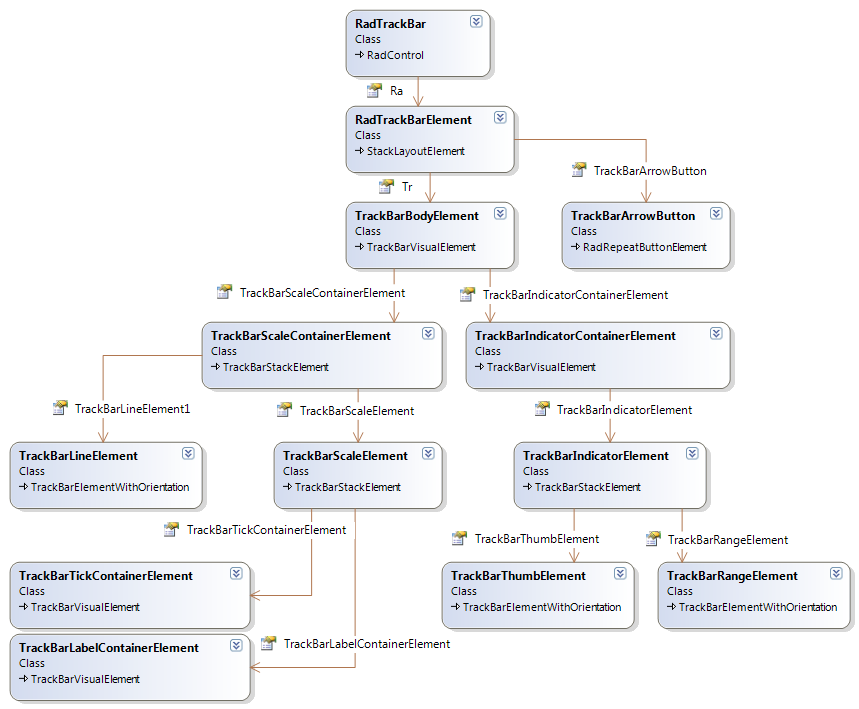 RadTrackBar
Class
RadControl
Ra
RadTrackBarElement
Class
StackLayoutElement
TrackBarArrowButton
Tr
TrackBarBodyElement
Class
TrackBarVisualElement
TrackBarArrowButton
Class
RadRepeatButtonElement
TrackBarScaleContainerElement
TrackBarIndicatorContainerElement
TrackBarScaleContainerElement
Class
TrackBarStackElement
TrackBarIndicatorContainerElement
Class
TrackBarVisualElement
TrackBarLineElement1
TrackBarScaleElement
TrackBarIndicatorElement
TrackBarLineElement
Class
TrackBarElementWithOrientation
TrackBarScaleElement
Class
TrackBarStackElement
TrackBarIndicatorElement
Class
TrackBarStackElement
TrackBarTickContainerElement
TrackBarThumbElement
TrackBarRangeElement
TrackBarTickContainerElement
Class
TrackBarVisualElement
TrackBarThumbElement
Class
TrackBarElementWithOrientation
TrackBarRangeElement
Class
TrackBarElementWithOrientation
TrackBarLabelContainerElement
TrackBarLabelContainerElement
Class
TrackBarVisualElement